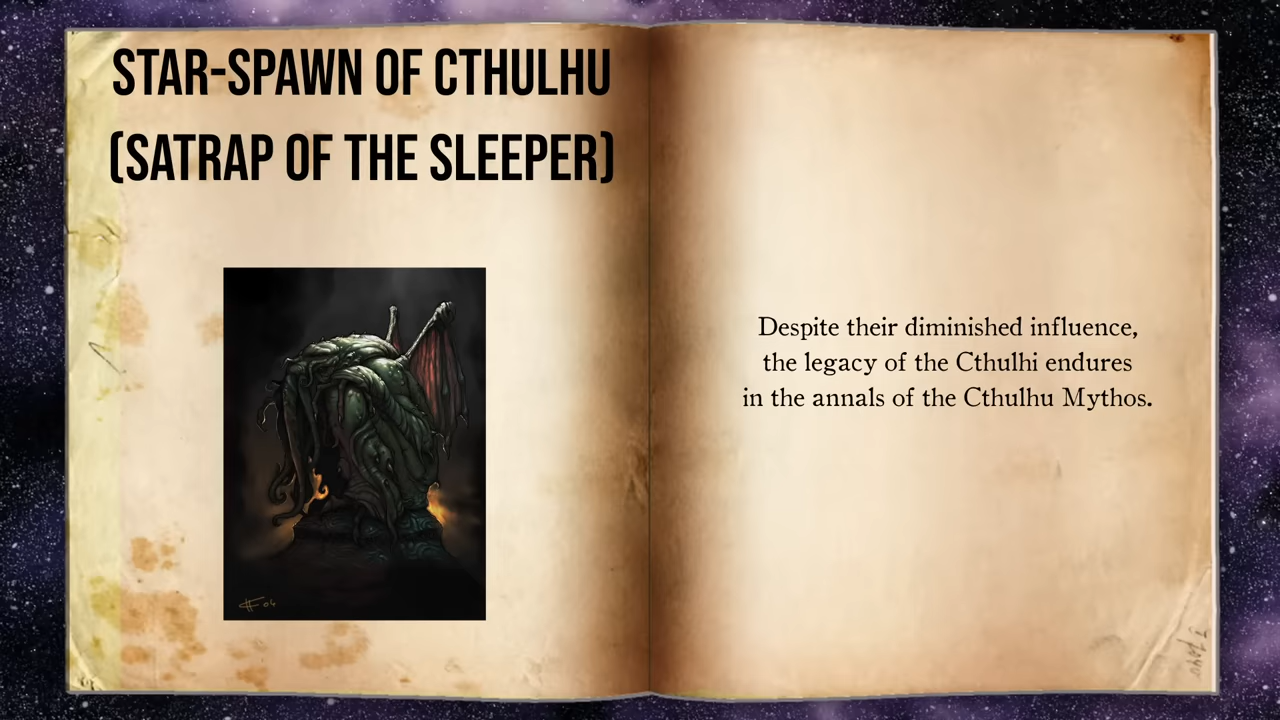 STAR-SPAWN OF CTHULHU
(SATRAP OF THE SLEEPER)
Despite their diminished influence,
the legacy of the Cthulhi endures
in the annals of the Cthulhu Mythos.